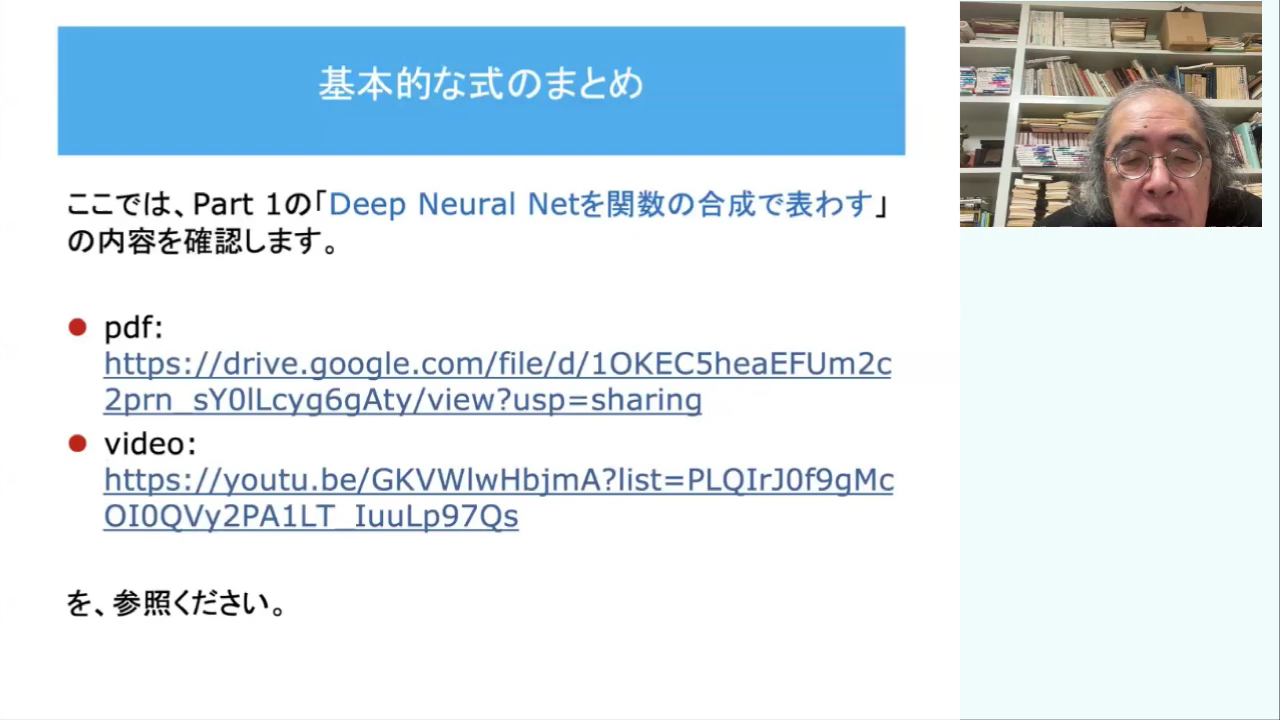 基本的な式のまとめ
ここでは、Part 1の「Deep Neural Netを関数の合成で表わす」
の内容を確認します。
pdf:
https://drive.google.com/file/d/1OKEC5heaEFUm2c
2prn_sY0lLcyg6gAty/view?usp=sharing
video:
https://youtu.be/GKVWlwHbjmA?list=PLQIrJ0f9gMc
OI0QVy2PA1LT_IuuLp97Qs
を、参照ください。